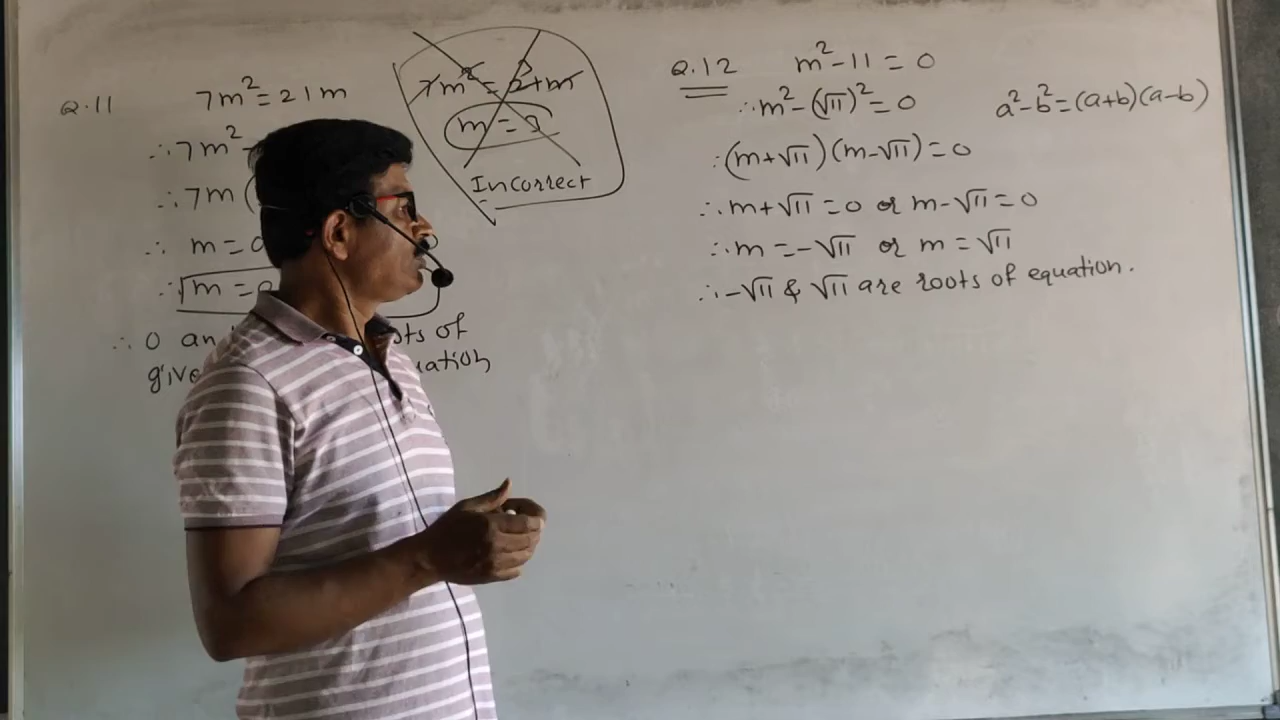 Q.11 7m² = 21m
∴ 7m² -
∴ 7m (
∴ m = 0
∴ m = 0
∴ 0 an ots of
give uation
7m² = 21m 3
m = 3
Incorrect
Q.12 m² - 11 = 0
∴ m² - (√11)² = 0 a² - b² = (a+b)(a-b)
∴ (m+√11)(m-√11) = 0
∴ m+√11 = 0 or m-√11 = 0
∴ m = -√11 or m = √11
∴ -√11 & √11 are roots of equation.